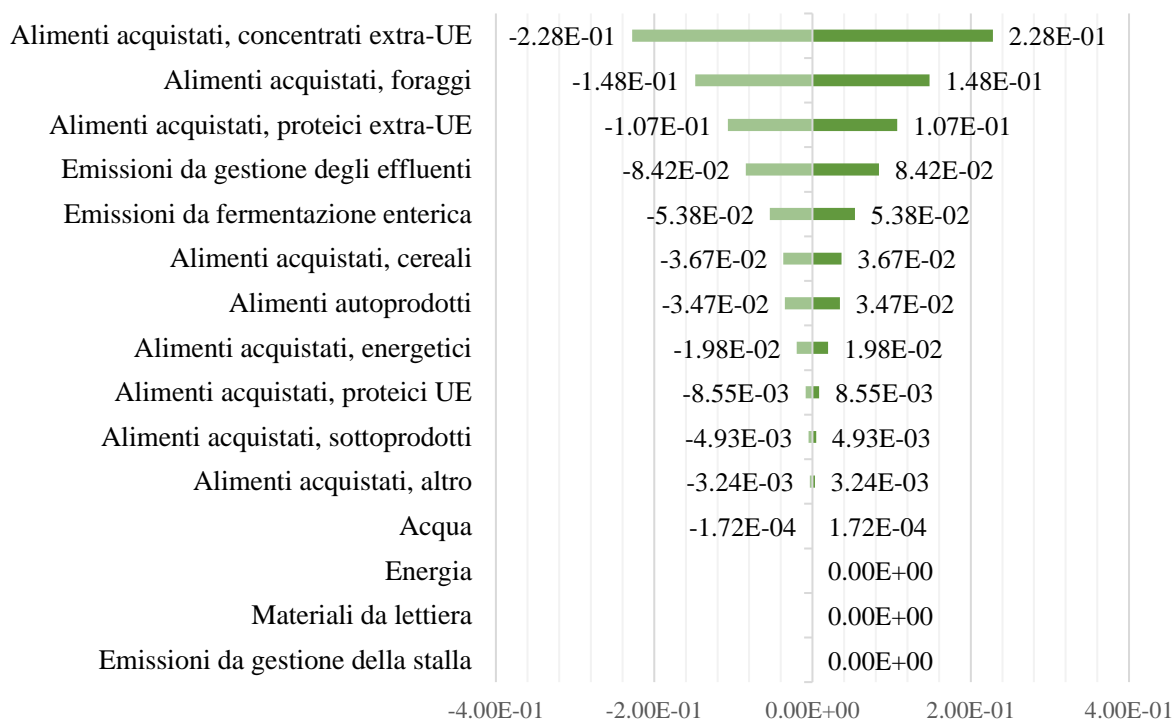 Alimenti acquistati, concentrati extra-UE -2.28E-01 2.28E-01
Alimenti acquistati, foraggi -1.48E-01 1.48E-01
Alimenti acquistati, proteici extra-UE -1.07E-01 1.07E-01
Emissioni da gestione degli effluenti -8.42E-02 8.42E-02
Emissioni da fermentazione enterica -5.38E-02 5.38E-02
Alimenti acquistati, cereali -3.67E-02 3.67E-02
Alimenti autoprodotti -3.47E-02 3.47E-02
Alimenti acquistati, energetici -1.98E-02 1.98E-02
Alimenti acquistati, proteici UE -8.55E-03 8.55E-03
Alimenti acquistati, sottoprodotti -4.93E-03 4.93E-03
Alimenti acquistati, altro -3.24E-03 3.24E-03
Acqua -1.72E-04 1.72E-04
Energia 0.00E+00
Materiali da lettiera 0.00E+00
Emissioni da gestione della stalla 0.00E+00
-4.00E-01 -2.00E-01 0.00E+00 2.00E-01 4.00E-01